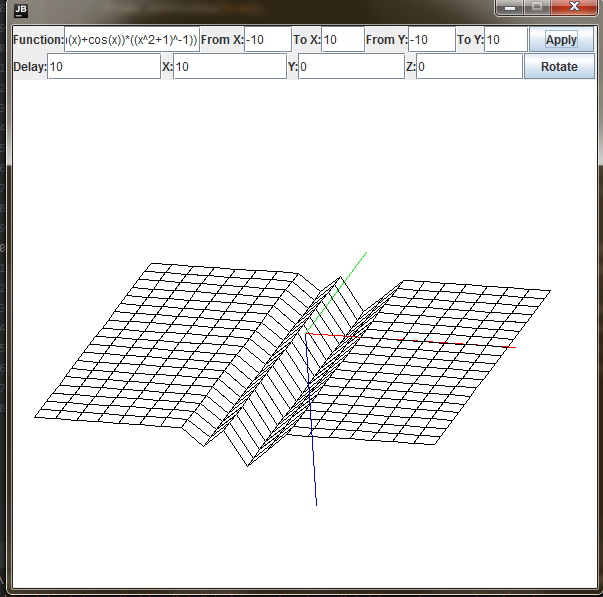 JB
Function: (x)+cos(x))*((x^2+1)^-1)) From X: -10 To X: 10 From Y: -10 To Y: 10 Apply
Delay: 10 X: 10 Y: 0 Z: 0 Rotate